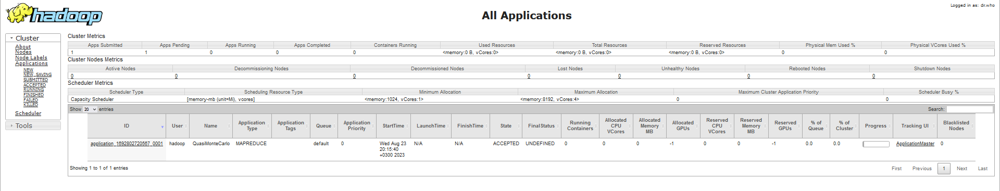 hadoop
Logged in as: dr.who
All Applications
Cluster
About
Nodes
Node Labels
Applications
NEW
NEW_SAVING
SUBMITTED
ACCEPTED
RUNNING
FINISHED
FAILED
KILLED
Scheduler
Tools
Cluster Metrics
Apps Submitted Apps Pending Apps Running Apps Completed Containers Running Used Resources Total Resources Reserved Resources Physical Mem Used % Physical VCores Used %
1 1 0 0 0 <memory:0 B, vCores:0> <memory:0 B, vCores:0> <memory:0 B, vCores:0> 0 0
Cluster Nodes Metrics
Active Nodes Decommissioning Nodes Decommissioned Nodes Lost Nodes Unhealthy Nodes Rebooted Nodes Shutdown Nodes
0 0 0 0 0 0 0
Scheduler Metrics
Scheduler Type Scheduling Resource Type Minimum Allocation Maximum Allocation Maximum Cluster Application Priority Scheduler Busy %
Capacity Scheduler [memory-mb (unit=Mi), vcores] <memory:1024, vCores:1> <memory:8192, vCores:4> 0 0
Show 20 entries Search:
ID User Name Application Type Application Tags Queue Application Priority StartTime LaunchTime FinishTime State FinalStatus Running Containers Allocated CPU VCores Allocated Memory MB Allocated GPUs Reserved CPU VCores Reserved Memory MB Reserved GPUs % of Queue % of Cluster Progress Tracking UI Blacklisted Nodes
application_1692802720567_0001 hadoop QuasiMonteCarlo MAPREDUCE default 0 Wed Aug 23 20:15:40 +0300 2023 N/A N/A ACCEPTED UNDEFINED 0 0 0 -1 0 0 -1 0.0 0.0 ApplicationMaster 0
Showing 1 to 1 of 1 entries First Previous 1 Next Last